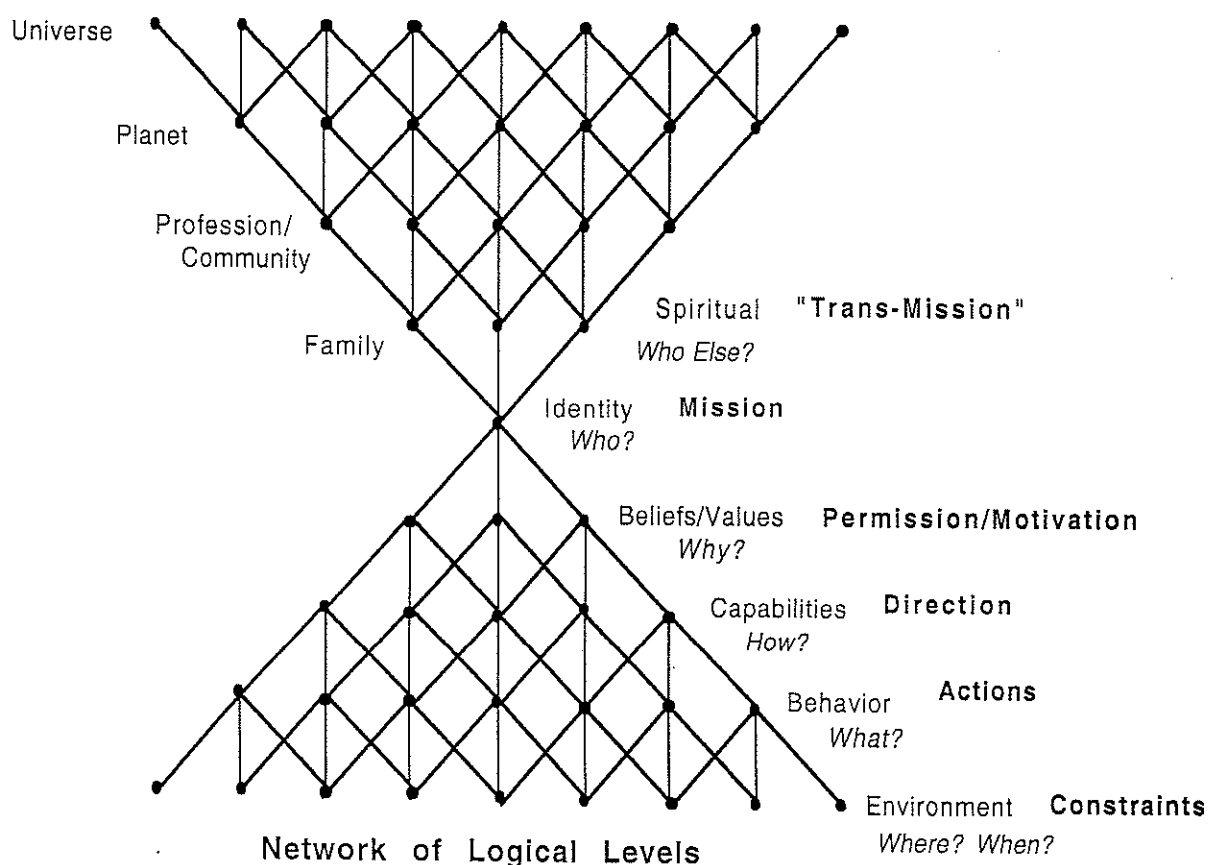 Universe
Planet
Profession/
Community
Family
Spiritual "Trans-Mission"
Who Else?
Identity Mission
Who?
Beliefs/Values Permission/Motivation
Why?
Capabilities Direction
How?
Behavior Actions
What?
Environment Constraints
Where? When?
Network of Logical Levels